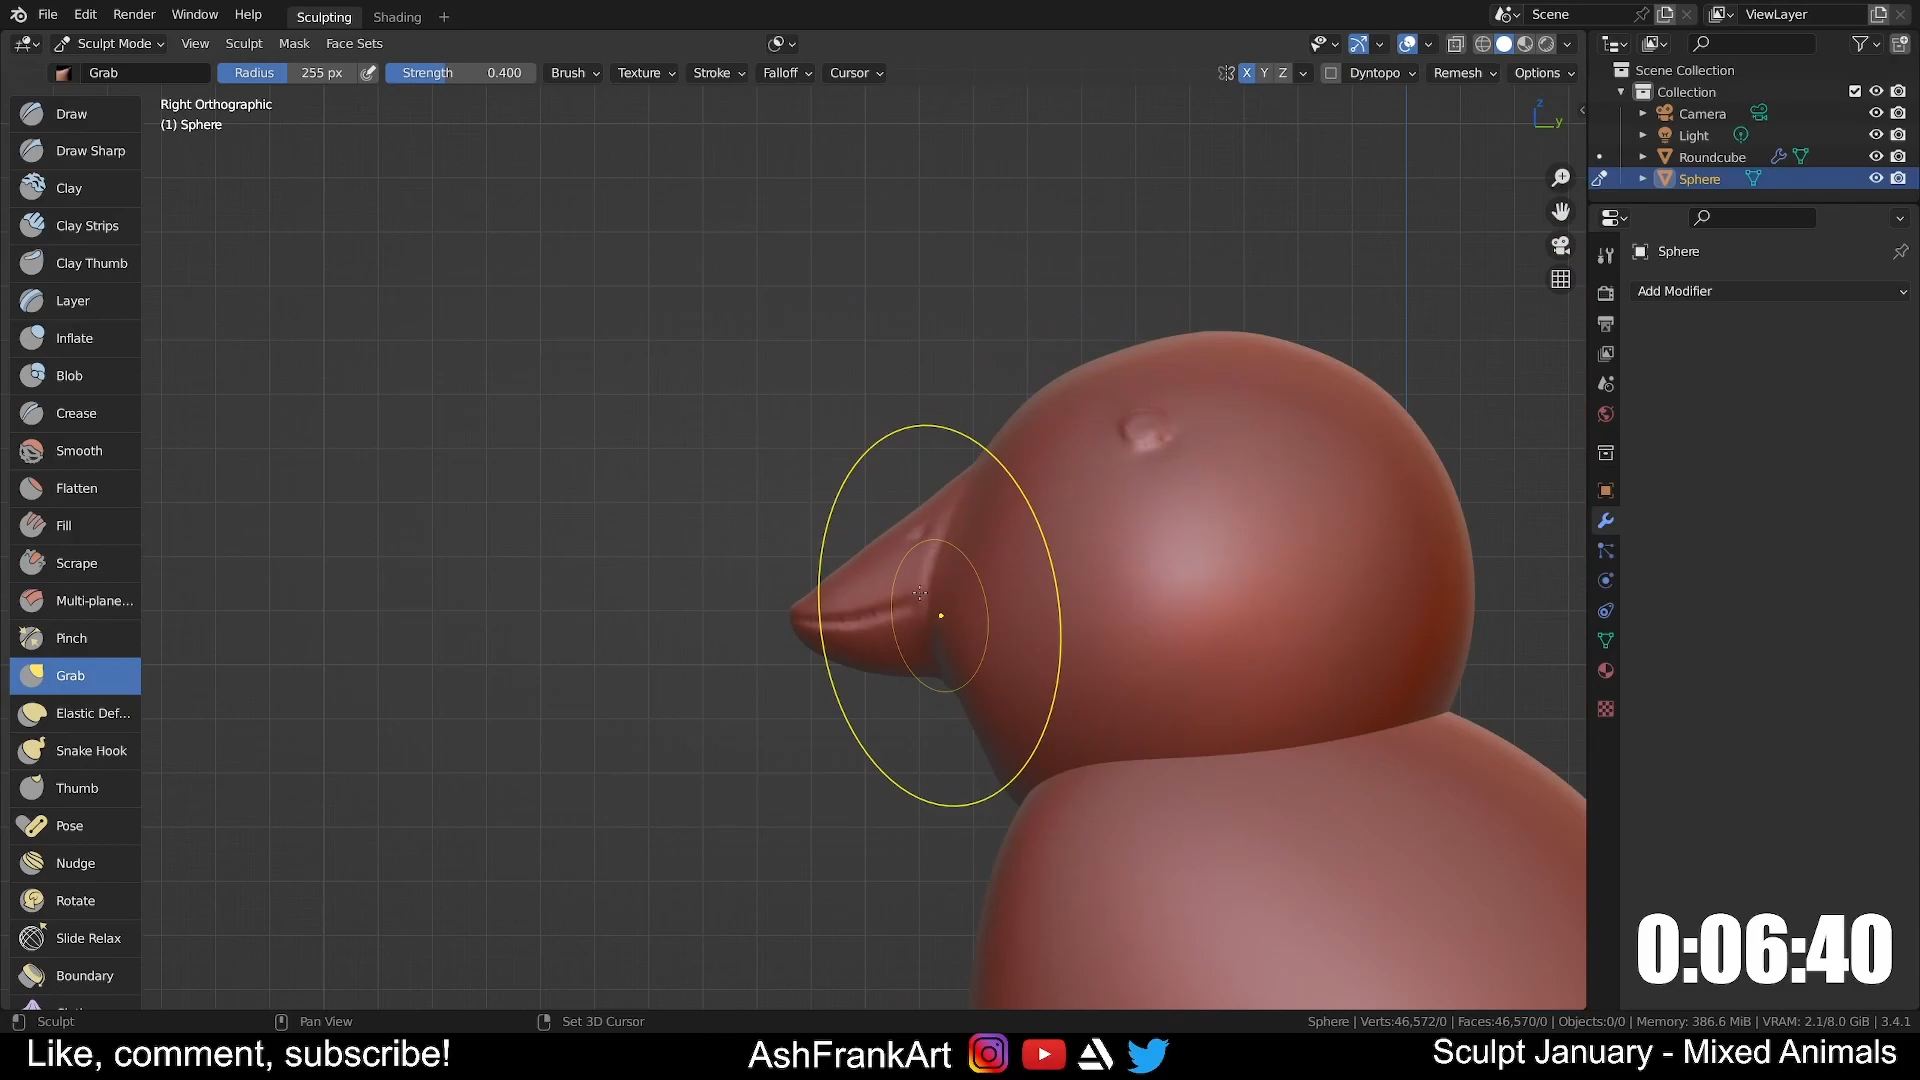 File Edit Render Window Help Sculpting Shading + Scene ViewLayer
Sculpt Mode View Sculpt Mask Face Sets
Grab Radius 255 px Strength 0.400 Brush Texture Stroke Falloff Cursor X Y Z Dyntopo Remesh Options
Right Orthographic
(1) Sphere
z
y
Draw
Draw Sharp
Clay
Clay Strips
Clay Thumb
Layer
Inflate
Blob
Crease
Smooth
Flatten
Fill
Scrape
Multi-plane...
Pinch
Grab
Elastic Def...
Snake Hook
Thumb
Pose
Nudge
Rotate
Slide Relax
Boundary
Scene Collection
Collection
Camera
Light
Roundcube
Sphere
Sphere
Add Modifier
0:06:40
Sculpt Pan View Set 3D Cursor Sphere | Verts:46,572/0 | Faces:46,570/0 | Objects:0/0 | Memory: 386.6 MiB | VRAM: 2.1/8.0 GiB | 3.4.1
Like, comment, subscribe! AshFrankArt Sculpt January - Mixed Animals